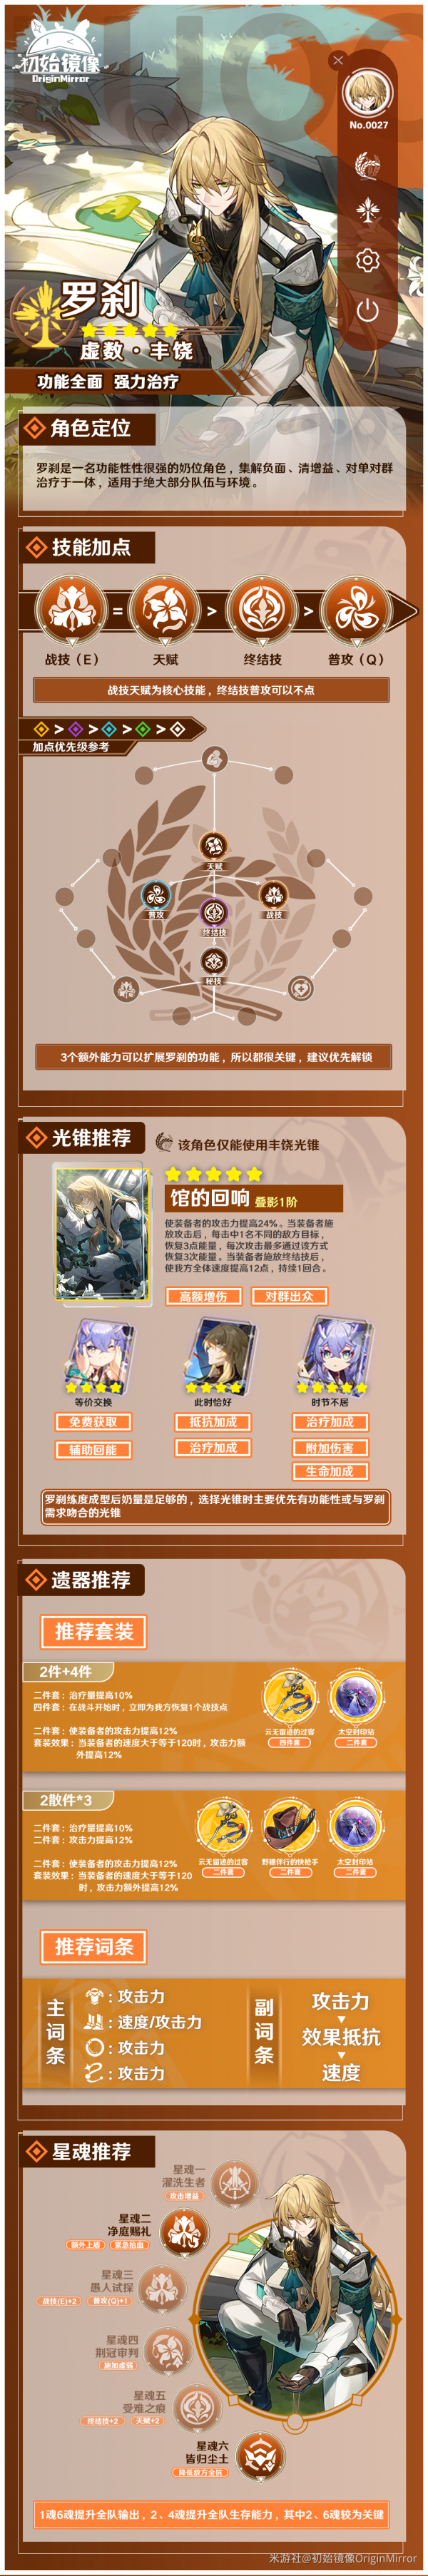 初始镜像
OriginMirror
No.0027
罗刹
虚数·丰饶
功能全面 强力治疗
角色定位
罗刹是一名功能性性很强的奶位角色，集解负面、清增益、对单对群
治疗于一体，适用于绝大部分队伍与环境。
技能加点
= > >
战技（E） 天赋 终结技 普攻（Q）
战技天赋为核心技能，终结技普攻可以不点
> > > > >
加点优先级参考
天赋
普攻 战技
终结技
秘技
3个额外能力可以扩展罗刹的功能，所以都很关键，建议优先解锁
光锥推荐 该角色仅能使用丰饶光锥
馆的回响 叠影1阶
使装备者的攻击力提高24%。当装备者施
放攻击后，每击中1名不同的敌方目标，
恢复3点能量，每次攻击最多通过该方式
恢复3次能量。当装备者施放终结技后，
使我方全体速度提高12点，持续1回合。
高额增伤 对群出众
等价交换 此时恰好 时节不居
免费获取 抵抗加成 治疗加成
辅助回能 治疗加成 附加伤害
生命加成
罗刹练度成型后奶量是足够的，选择光锥时主要优先有功能性或与罗刹
需求吻合的光锥
遗器推荐
推荐套装
2件+4件
二件套：治疗量提高10%
四件套：在战斗开始时，立即为我方恢复1个战技点
二件套：使装备者的攻击力提高12%
套装效果：当装备者的速度大于等于120时，攻击力额
外提高12%
云无留迹的过客 太空封印站
四件套 二件套
2散件*3
二件套：治疗量提高10%
二件套：攻击力提高12%
二件套：使装备者的攻击力提高12%
套装效果：当装备者的速度大于等于120
时，攻击力额外提高12%
云无留迹的过客 野穗伴行的快枪手 太空封印站
二件套 二件套 二件套
推荐词条
主词条
：攻击力
：速度/攻击力
：攻击力
：攻击力
副词条
攻击力
效果抵抗
速度
星魂推荐
星魂一
濯洗生者
攻击增益
星魂二
净庭赐礼
额外上盾 紧急抬血
星魂三
愚人试探
战技(E)+2 普攻(Q)+1
星魂四
荆冠审判
施加虚弱
星魂五
受难之痕
终结技+2 天赋+2
星魂六
皆归尘土
降低敌方全抗
1魂6魂提升全队输出，2、4魂提升全队生存能力，其中2、6魂较为关键
米游社@初始镜像OriginMirror